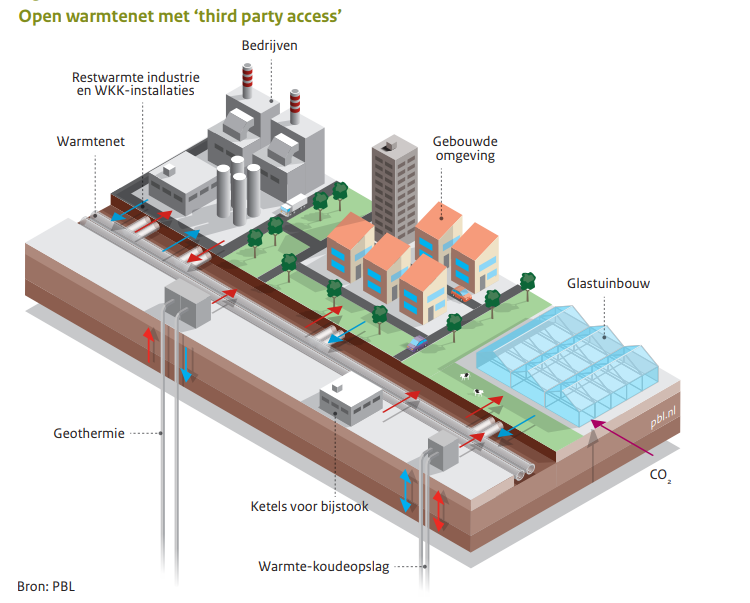 Open warmtenet met ‘third party access’
Bedrijven
Restwarmte industrie
en WKK-installaties
Warmtenet
Gebouwde
omgeving
Glastuinbouw
pbl.nl
Geothermie
CO₂
Ketels voor bijstook
Warmte-koudeopslag
Bron: PBL